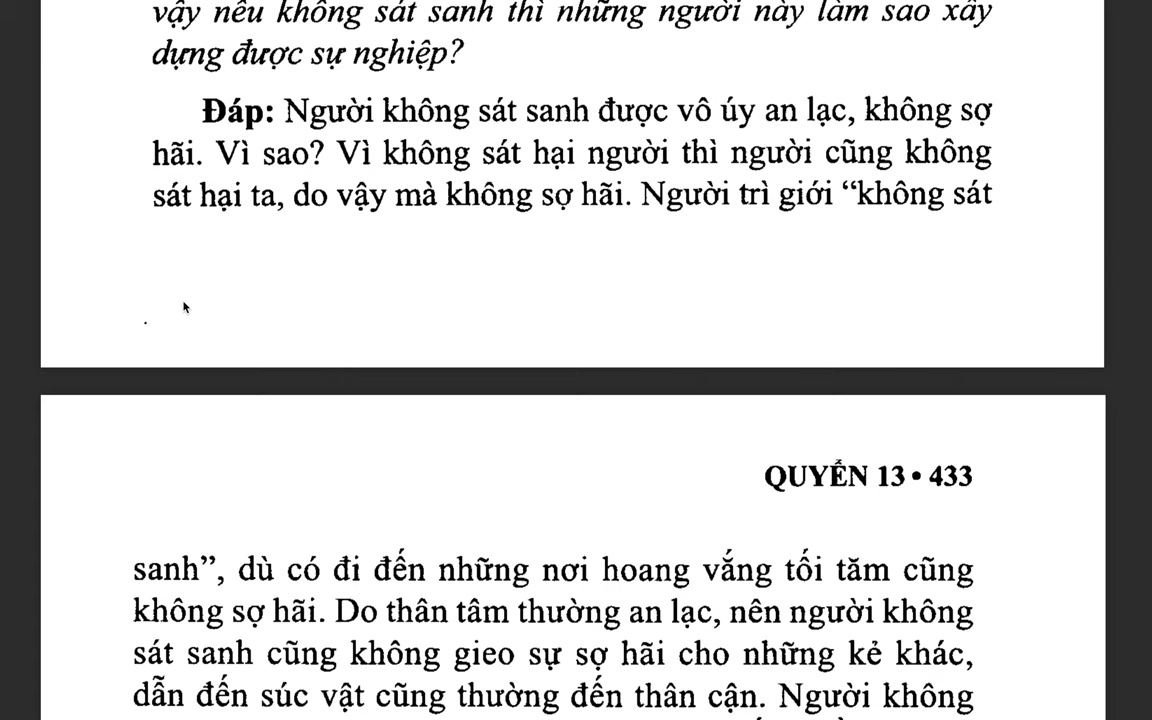 vậy nếu không sát sanh thì những người này làm sao xây
dựng được sự nghiệp?
Đáp: Người không sát sanh được vô úy an lạc, không sợ
hãi. Vì sao? Vì không sát hại người thì người cũng không
sát hại ta, do vậy mà không sợ hãi. Người trì giới “không sát
QUYỂN 13 • 433
sanh”, dù có đi đến những nơi hoang vắng tối tăm cũng
không sợ hãi. Do thân tâm thường an lạc, nên người không
sát sanh cũng không gieo sự sợ hãi cho những kẻ khác,
dẫn đến súc vật cũng thường đến thân cận. Người không